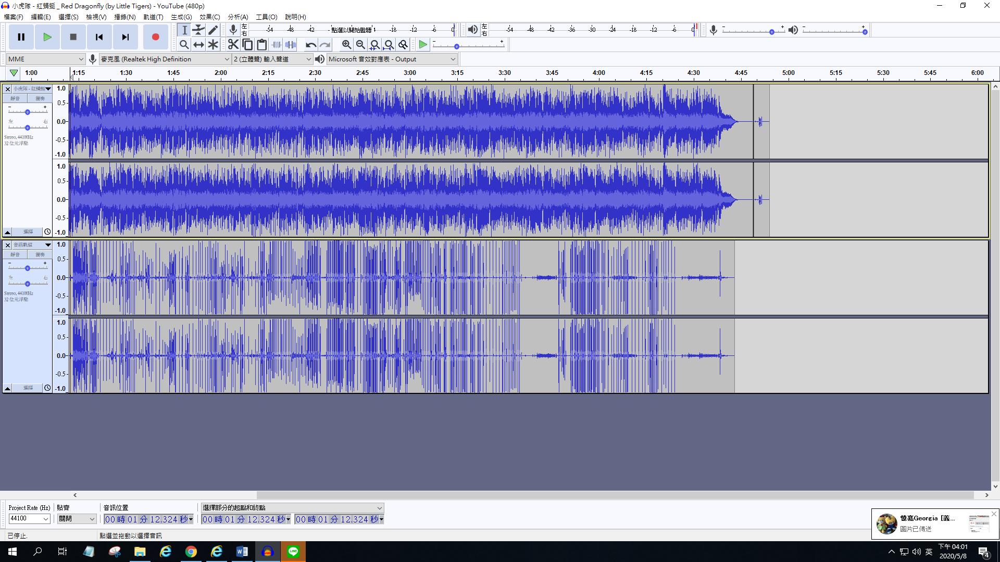 小虎隊 - 紅蜻蜓 _ Red Dragonfly (by Little Tigers) - YouTube (480p)
檔案(F) 編輯(E) 選擇(S) 檢視(V) 播錄(N) 軌道(T) 生成(G) 效果(C) 分析(A) 工具(O) 說明(H)
左 右 -54 -48 -42 - 點選以開始監聽 -18 -12 -6 0
左 右 -54 -48 -42 -36 -30 -24 -18 -12 -6 0
MME 麥克風 (Realtek High Definition 2 (立體聲) 輸入聲道 Microsoft 音效對應表 - Output
1:00 1:15 1:30 1:45 2:00 2:15 2:30 2:45 3:00 3:15 3:30 3:45 4:00 4:15 4:30 4:45 5:00 5:15 5:30 5:45 6:00
小虎隊 - 紅蜻蜓
靜音 獨奏
左 右
Stereo, 44100Hz
32 位元浮點
選擇
1.0
0.5
0.0
-0.5
-1.0
1.0
0.5
0.0
-0.5
-1.0
音訊軌道
靜音 獨奏
左 右
Stereo, 44100Hz
32 位元浮點
選擇
1.0
0.5
0.0
-0.5
-1.0
1.0
0.5
0.0
-0.5
-1.0
Project Rate (Hz) 貼齊 音訊位置 選擇部分的起點和終點
44100 關閉 00 時 01 分 12.324 秒 00 時 01 分 12.324 秒 00 時 01 分 12.324 秒
已停止. 點選並拖動以選擇音訊
憶嘉Georgia [義...
圖片已傳送
LINE
英
下午 04:01
2020/5/8
4